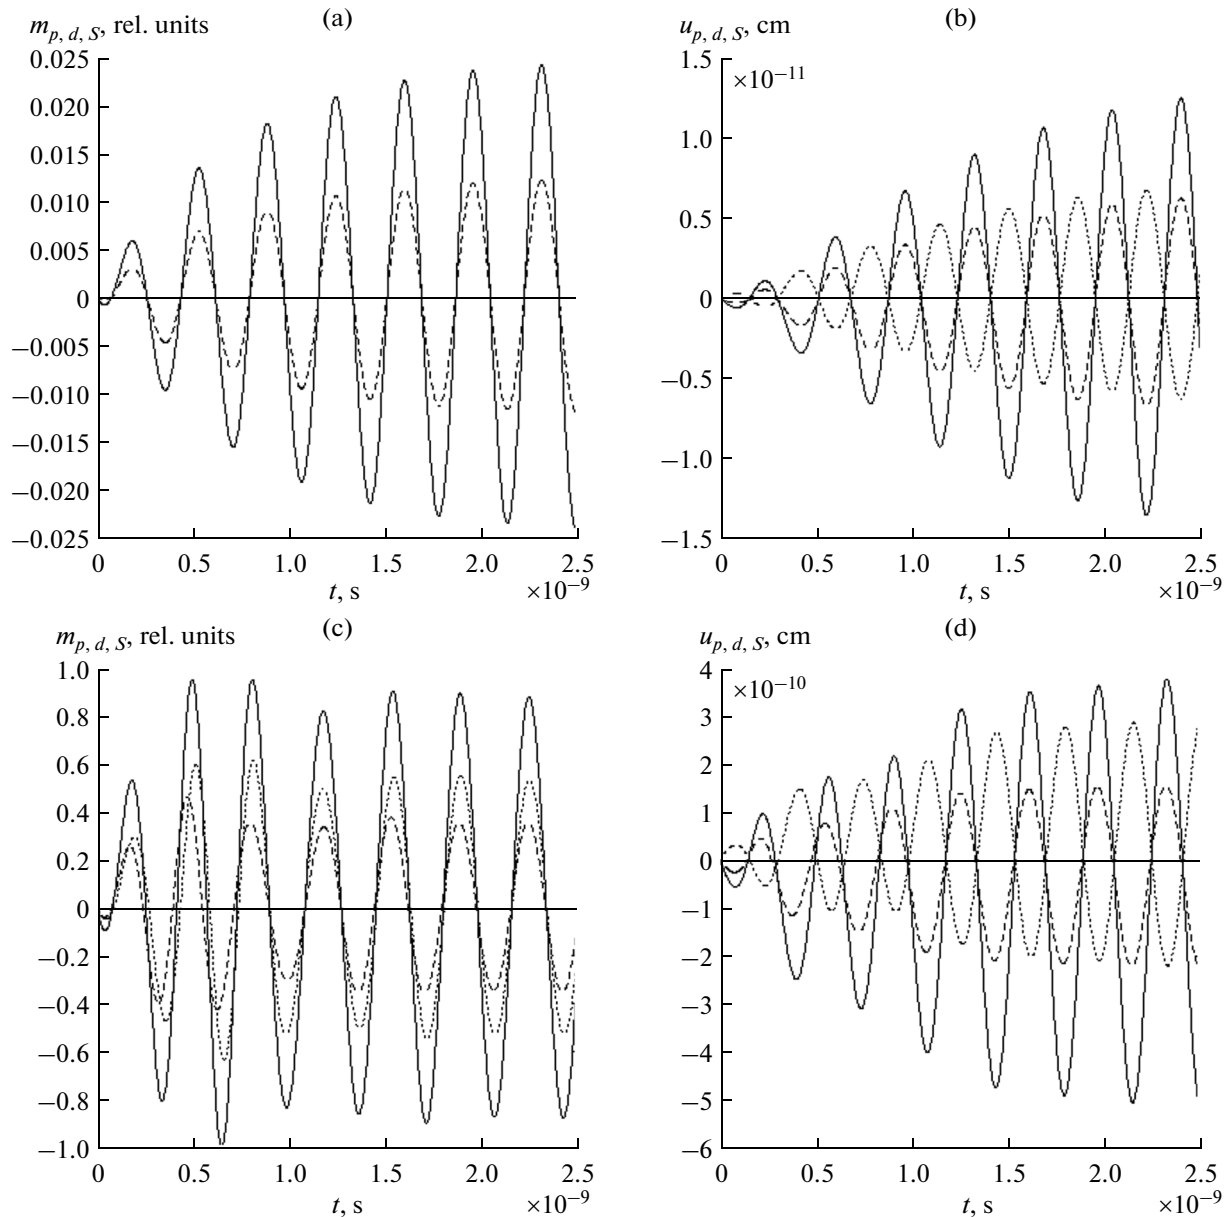 (a)
m_{p, d, S}, rel. units
0.025
0.020
0.015
0.010
0.005
0
−0.005
−0.010
−0.015
−0.020
−0.025
0 0.5 1.0 1.5 2.0 2.5
t, s
×10^{−9}
(b)
u_{p, d, S}, cm
×10^{−11}
1.5
1.0
0.5
0
−0.5
−1.0
−1.5
0 0.5 1.0 1.5 2.0 2.5
t, s
×10^{−9}
(c)
m_{p, d, S}, rel. units
1.0
0.8
0.6
0.4
0.2
0
−0.2
−0.4
−0.6
−0.8
−1.0
0 0.5 1.0 1.5 2.0 2.5
t, s
×10^{−9}
(d)
u_{p, d, S}, cm
×10^{−10}
4
3
2
1
0
−1
−2
−3
−4
−5
−6
0 0.5 1.0 1.5 2.0 2.5
t, s
×10^{−9}